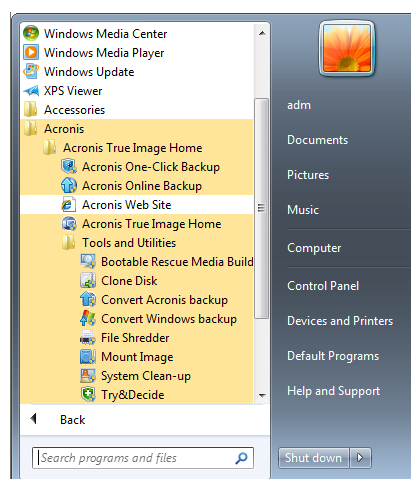 Windows Media Center
Windows Media Player
Windows Update
XPS Viewer
Accessories
Acronis
Acronis True Image Home
Acronis One-Click Backup
Acronis Online Backup
Acronis Web Site
Acronis True Image Home
Tools and Utilities
Bootable Rescue Media Build
Clone Disk
Convert Acronis backup
Convert Windows backup
File Shredder
Mount Image
System Clean-up
Try&Decide
Back
Search programs and files
adm
Documents
Pictures
Music
Computer
Control Panel
Devices and Printers
Default Programs
Help and Support
Shut down